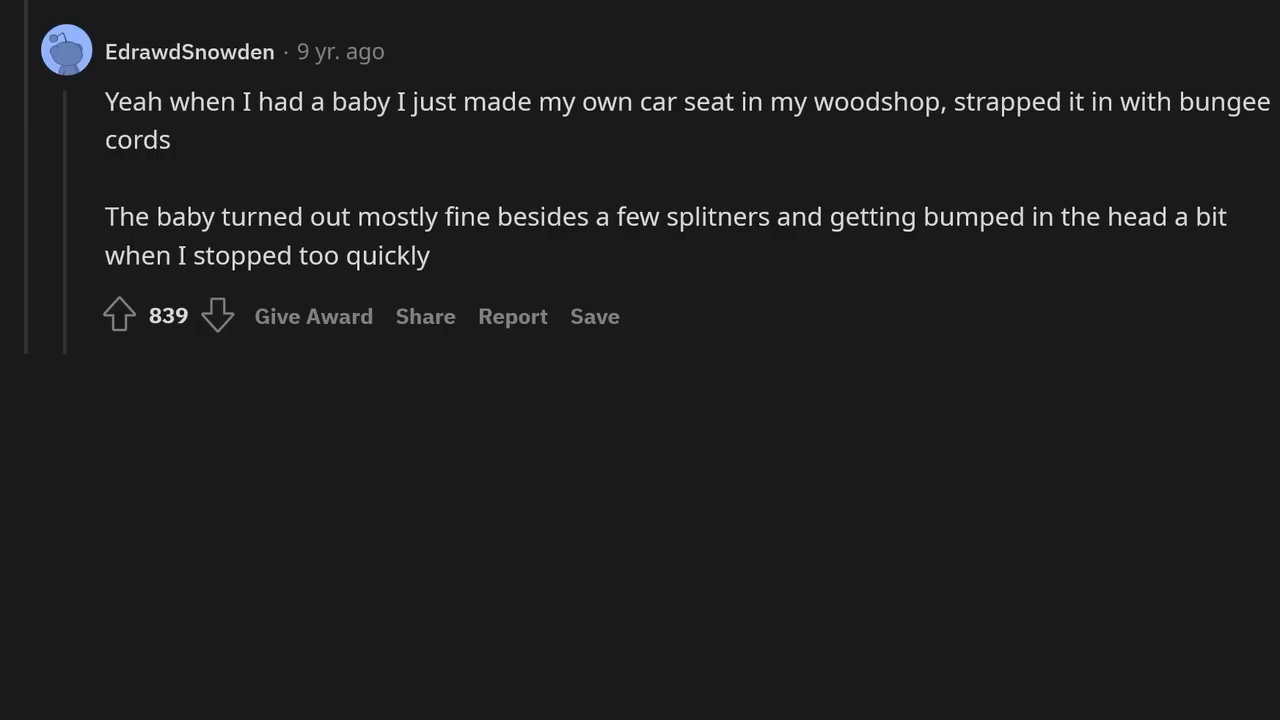 EdrawdSnowden · 9 yr. ago
Yeah when I had a baby I just made my own car seat in my woodshop, strapped it in with bungee
cords
The baby turned out mostly fine besides a few splitners and getting bumped in the head a bit
when I stopped too quickly
839 Give Award Share Report Save